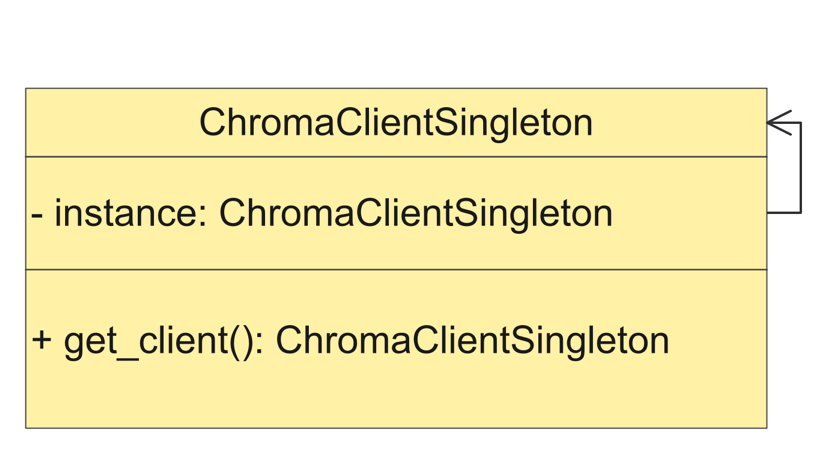 ChromaClientSingleton
- instance: ChromaClientSingleton
+ get_client(): ChromaClientSingleton